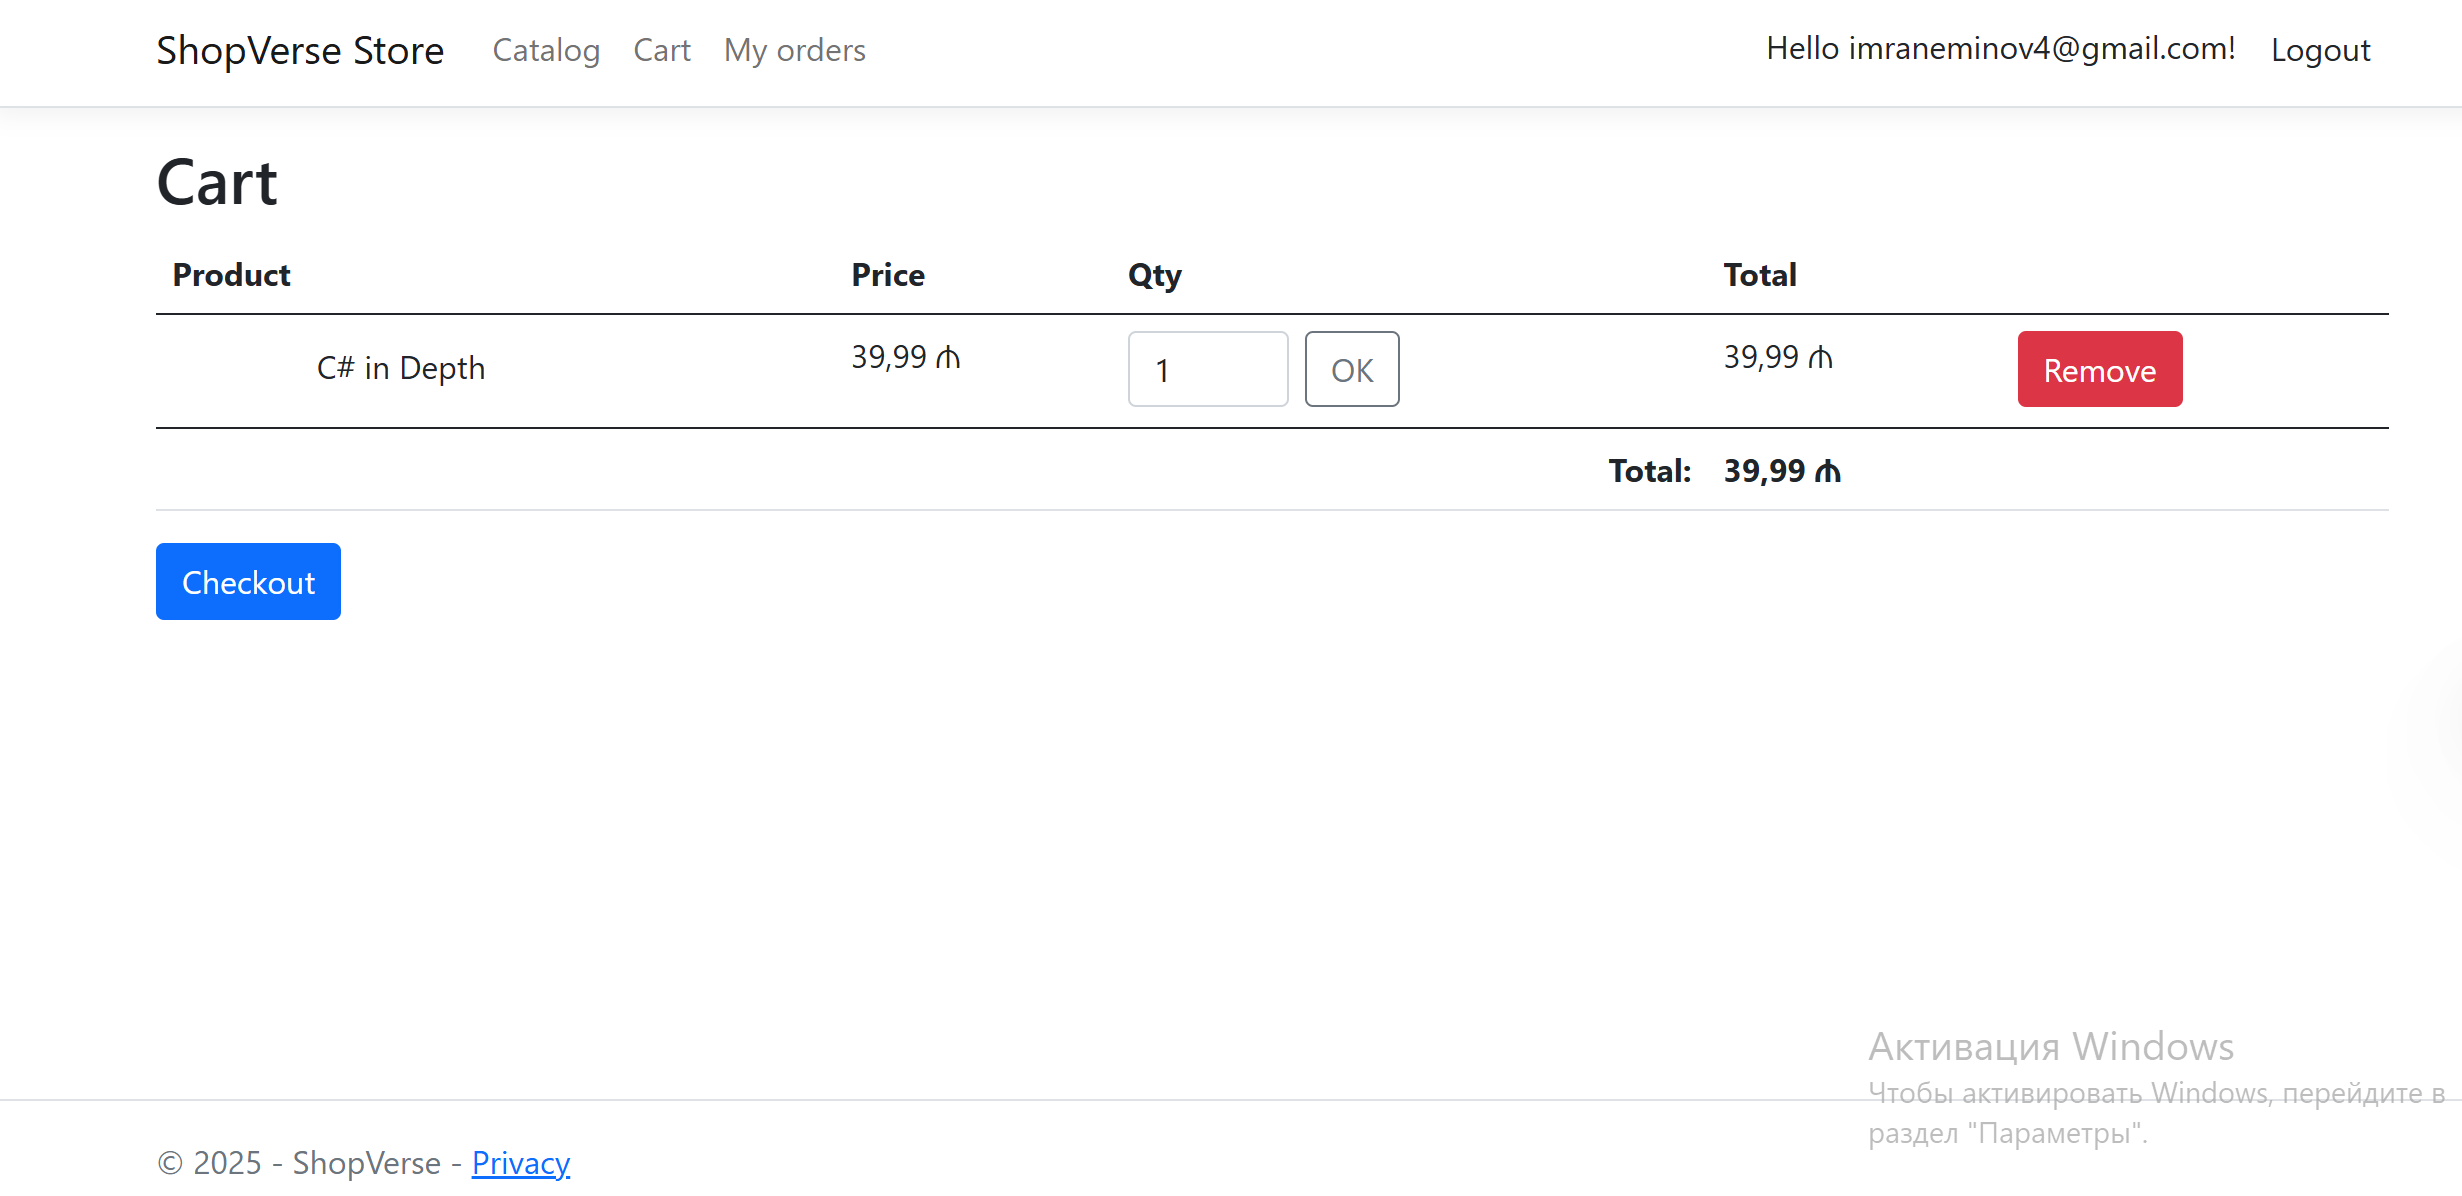 ShopVerse Store Catalog Cart My orders Hello imraneminov4@gmail.com! Logout
Cart
Product Price Qty Total
C# in Depth 39,99 ₼ 1 OK 39,99 ₼ Remove
Total: 39,99 ₼
Checkout
Активация Windows
Чтобы активировать Windows, перейдите в
раздел "Параметры".
© 2025 - ShopVerse - Privacy